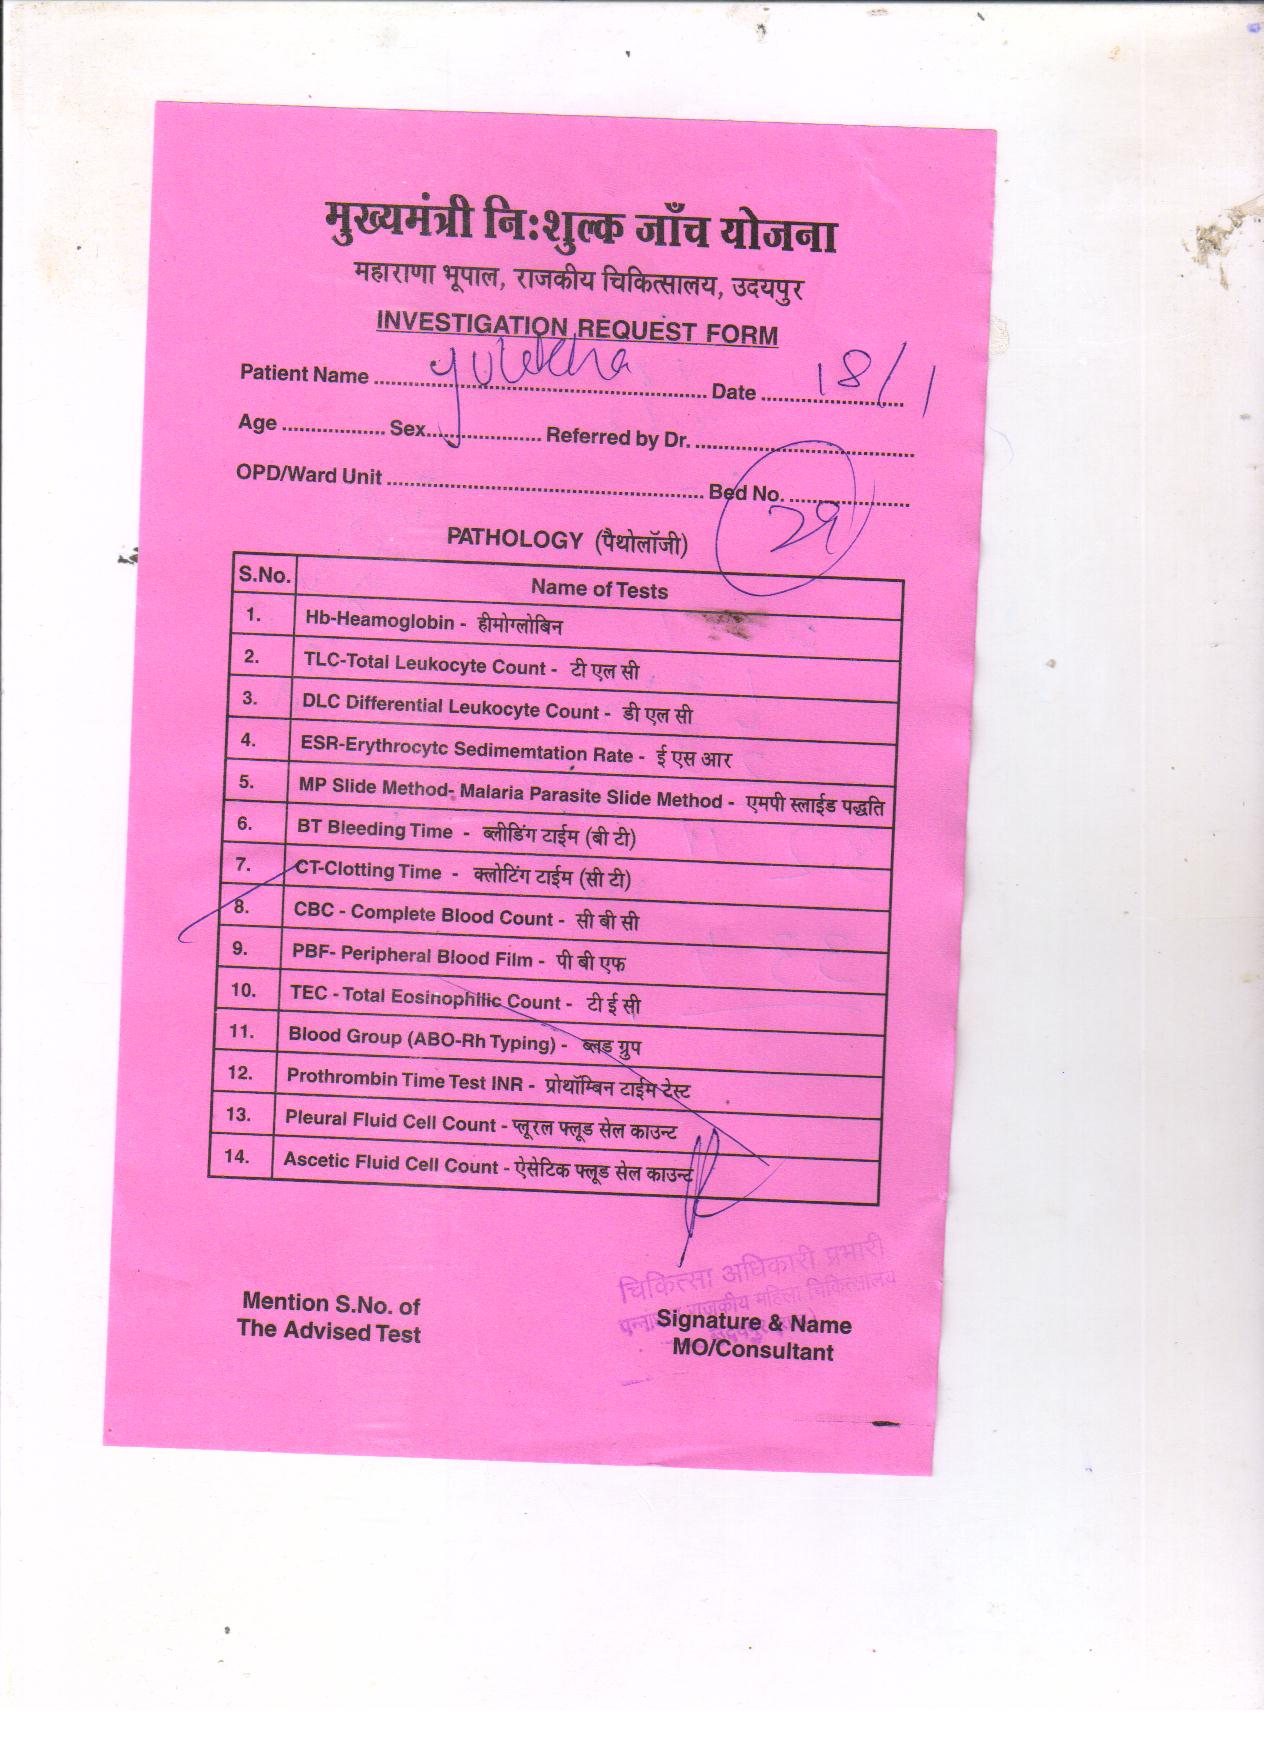 मुख्यमंत्री निःशुल्क जाँच योजना
महाराणा भूपाल, राजकीय चिकित्सालय, उदयपुर
INVESTIGATION REQUEST FORM
Patient Name ........................ Date ........ 18/1
Age .................. Sex.................... Referred by Dr. ......................................
OPD/Ward Unit ....................................................... Bed No. .....................
29
PATHOLOGY (पैथोलॉजी)
S.No. Name of Tests
1. Hb-Heamoglobin - हीमोग्लोबिन
2. TLC-Total Leukocyte Count - टी एल सी
3. DLC Differential Leukocyte Count - डी एल सी
4. ESR-Erythrocytc Sedimemtation Rate - ई एस आर
5. MP Slide Method- Malaria Parasite Slide Method - एमपी स्लाईड पद्धति
6. BT Bleeding Time - ब्लीडिंग टाईम (बी टी)
7. CT-Clotting Time - क्लोटिंग टाईम (सी टी)
8. CBC - Complete Blood Count - सी बी सी
9. PBF- Peripheral Blood Film - पी बी एफ
10. TEC - Total Eosinophilic Count - टी ई सी
11. Blood Group (ABO-Rh Typing) - ब्लड ग्रुप
12. Prothrombin Time Test INR - प्रोथॉम्बिन टाईम टेस्ट
13. Pleural Fluid Cell Count - प्लूरल फ्लूड सेल काउन्ट
14. Ascetic Fluid Cell Count - ऐसेटिक फ्लूड सेल काउन्ट
चिकित्सा अधिकारी प्रभारी
राजकीय महिला चिकित्सालय
उदयपुर
Mention S.No. of
The Advised Test
Signature & Name
MO/Consultant